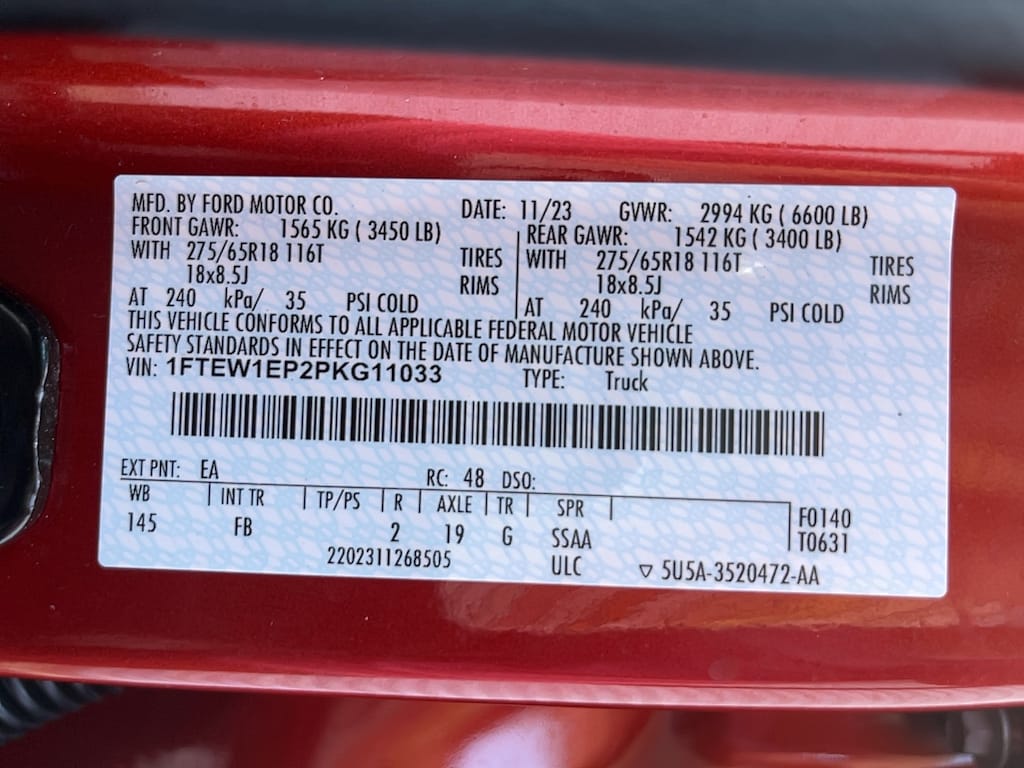 MFD. BY FORD MOTOR CO. DATE: 11/23 GVWR: 2994 KG ( 6600 LB)
FRONT GAWR: 1565 KG ( 3450 LB) REAR GAWR: 1542 KG ( 3400 LB)
WITH 275/65R18 116T TIRES WITH 275/65R18 116T TIRES
18x8.5J RIMS 18x8.5J RIMS
AT 240 kPa/ 35 PSI COLD AT 240 kPa/ 35 PSI COLD
THIS VEHICLE CONFORMS TO ALL APPLICABLE FEDERAL MOTOR VEHICLE
SAFETY STANDARDS IN EFFECT ON THE DATE OF MANUFACTURE SHOWN ABOVE.
VIN: 1FTEW1EP2PKG11033 TYPE: Truck
EXT PNT: EA RC: 48 DSO:
WB INT TR TP/PS R AXLE TR SPR F0140
145 FB 2 19 G SSAA T0631
2202311268505 ULC ▽ 5U5A-3520472-AA